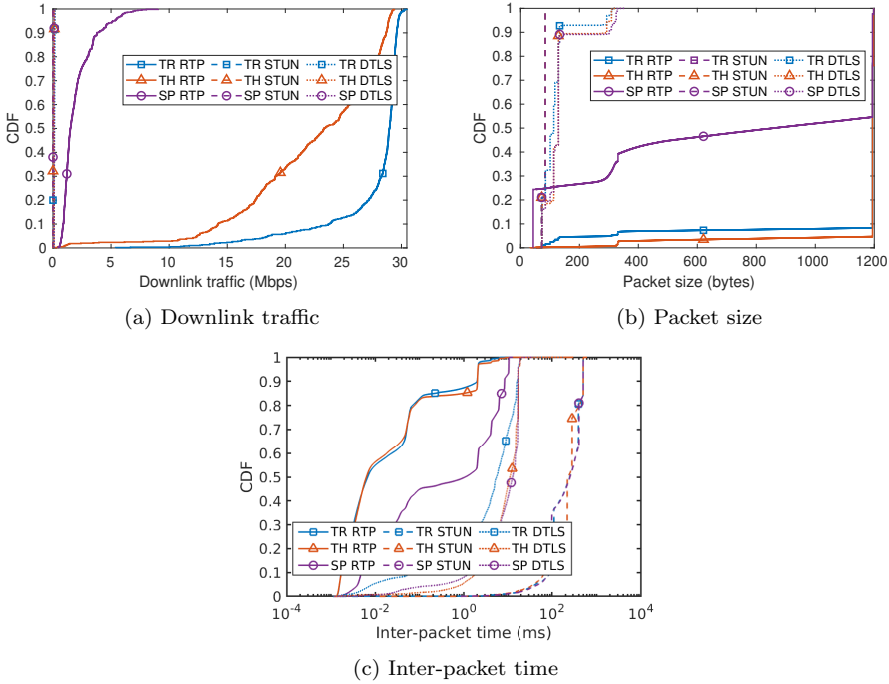 1
0.9
0.8
0.7
0.6
0.5
0.4
0.3
0.2
0.1
0
CDF
TR RTP TR STUN TR DTLS
TH RTP TH STUN TH DTLS
SP RTP SP STUN SP DTLS
0 5 10 15 20 25 30
Downlink traffic (Mbps)
(a) Downlink traffic
1
0.9
0.8
0.7
0.6
0.5
0.4
0.3
0.2
0.1
0
CDF
TR RTP TR STUN TR DTLS
TH RTP TH STUN TH DTLS
SP RTP SP STUN SP DTLS
0 200 400 600 800 1000 1200
Packet size (bytes)
(b) Packet size
1
0.9
0.8
0.7
0.6
0.5
0.4
0.3
0.2
0.1
0
CDF
TR RTP TR STUN TR DTLS
TH RTP TH STUN TH DTLS
SP RTP SP STUN SP DTLS
10⁻⁴ 10⁻² 10⁰ 10² 10⁴
Inter-packet time (ms)
(c) Inter-packet time